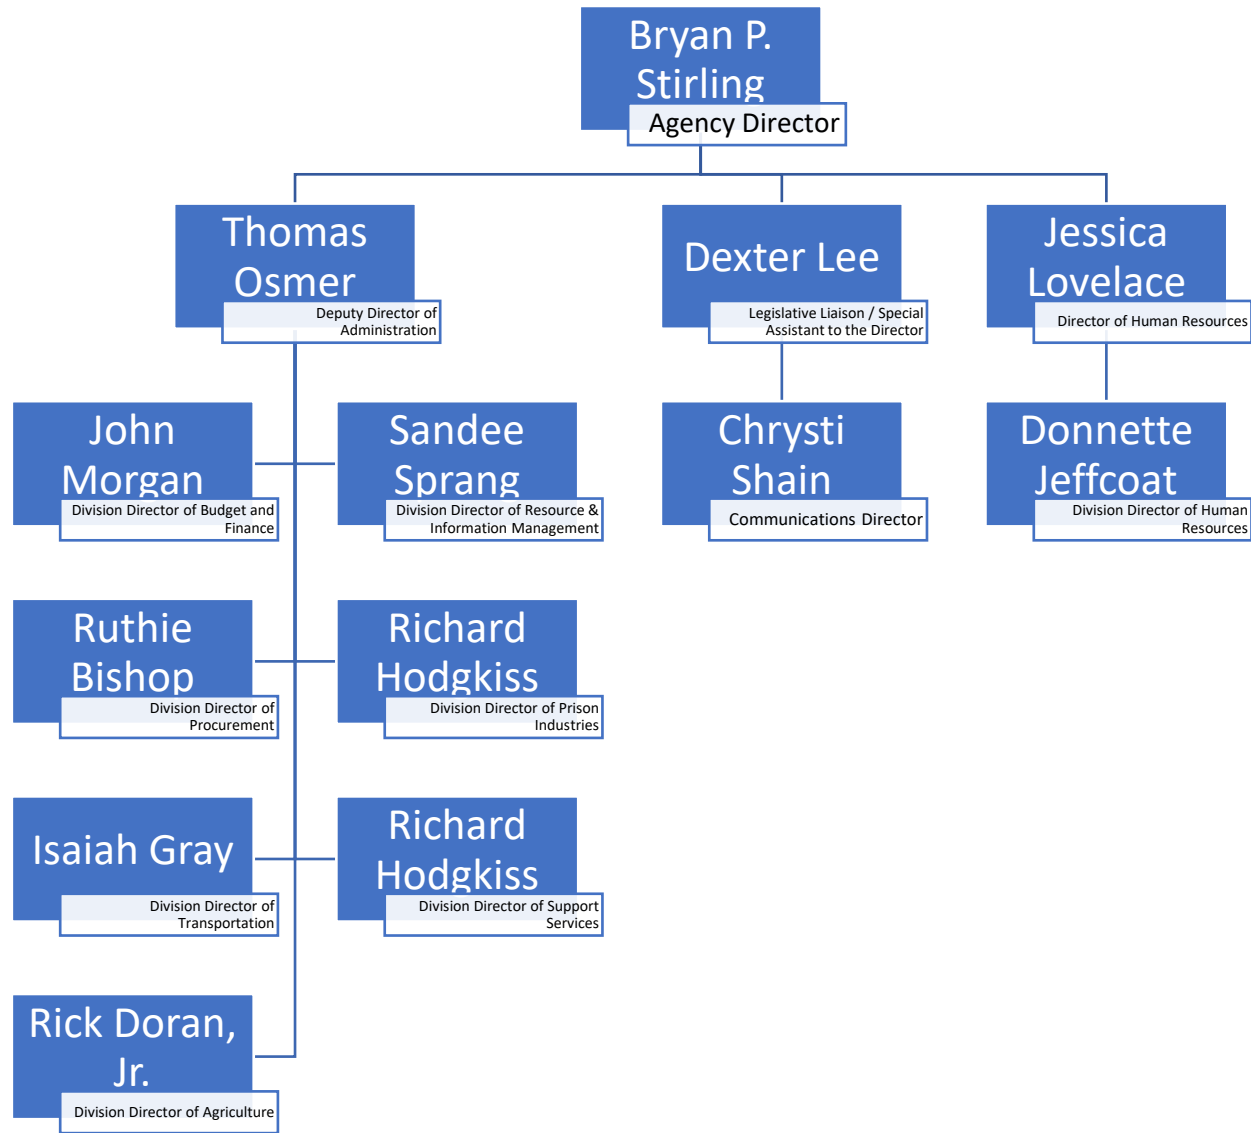 Bryan P.
Stirling
Agency Director
Thomas
Osmer
Deputy Director of
Administration
Dexter Lee
Legislative Liaison / Special
Assistant to the Director
Jessica
Lovelace
Director of Human Resources
John
Morgan
Division Director of Budget and
Finance
Sandee
Sprang
Division Director of Resource &
Information Management
Chrysti
Shain
Communications Director
Donnette
Jeffcoat
Division Director of Human
Resources
Ruthie
Bishop
Division Director of
Procurement
Richard
Hodgkiss
Division Director of Prison
Industries
Isaiah Gray
Division Director of
Transportation
Richard
Hodgkiss
Division Director of Support
Services
Rick Doran,
Jr.
Division Director of Agriculture